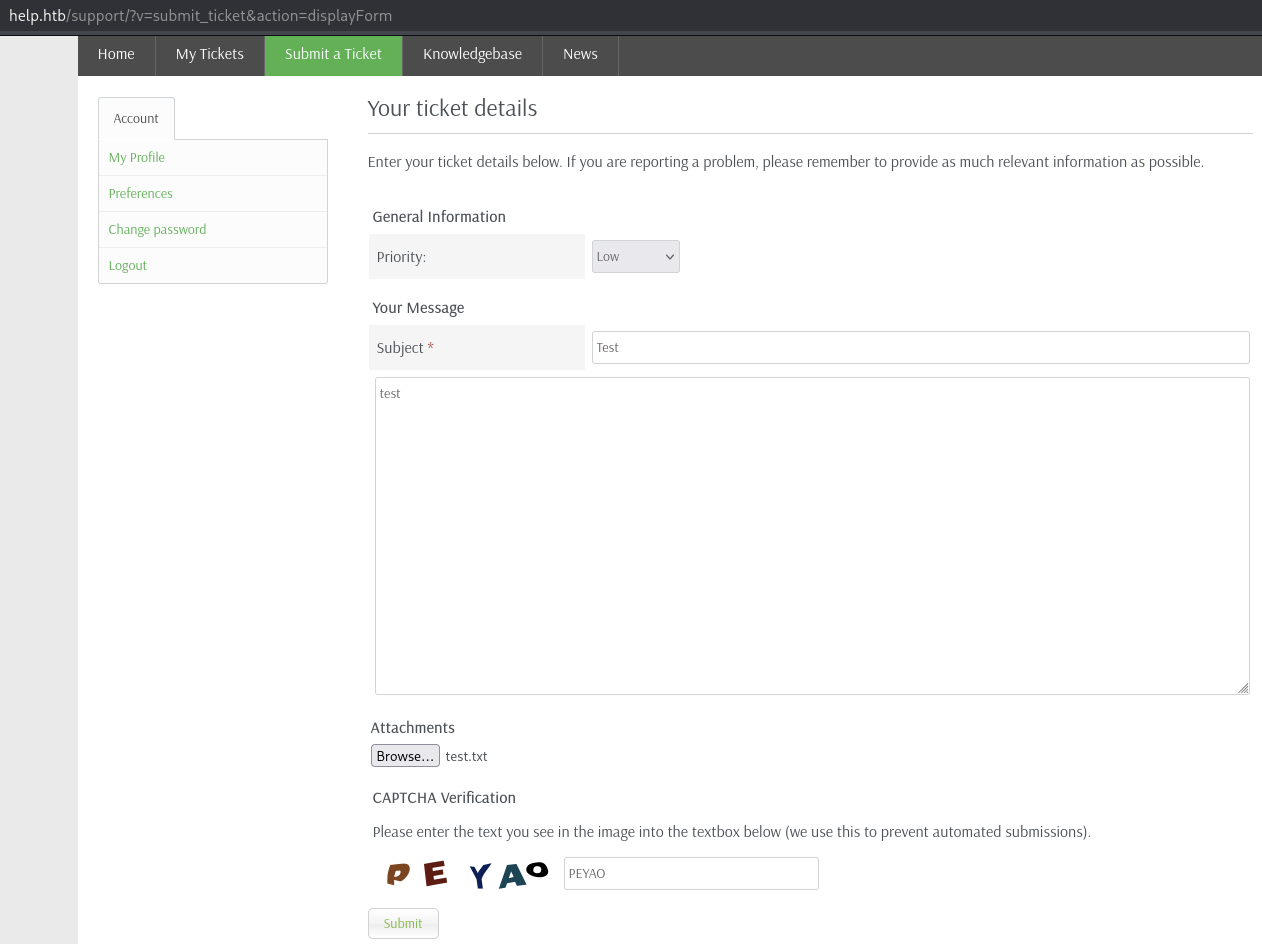 help.htb/support/?v=submit_ticket&action=displayForm
Home My Tickets Submit a Ticket Knowledgebase News
Account
My Profile
Preferences
Change password
Logout
Your ticket details
Enter your ticket details below. If you are reporting a problem, please remember to provide as much relevant information as possible.
General Information
Priority: Low
Your Message
Subject * Test
test
Attachments
Browse... test.txt
CAPTCHA Verification
Please enter the text you see in the image into the textbox below (we use this to prevent automated submissions).
PEYAO PEYAO
Submit